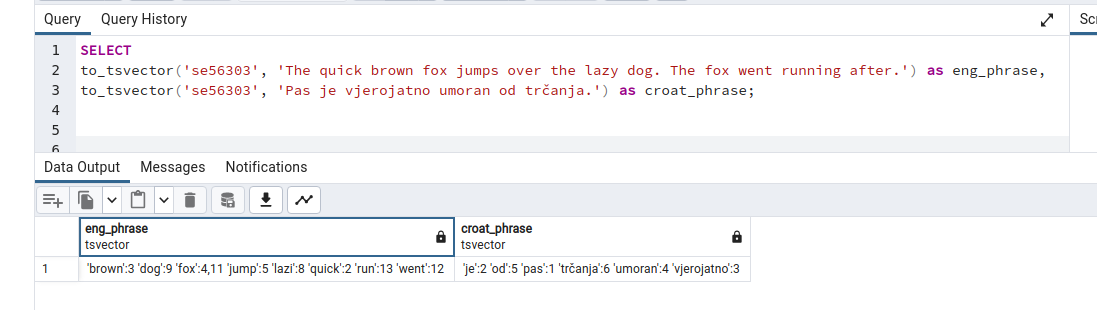 Query Query History Sc
1 SELECT
2 to_tsvector('se56303', 'The quick brown fox jumps over the lazy dog. The fox went running after.') as eng_phrase,
3 to_tsvector('se56303', 'Pas je vjerojatno umoran od trčanja.') as croat_phrase;
4
5
6
Data Output Messages Notifications
eng_phrase croat_phrase
tsvector tsvector
1 'brown':3 'dog':9 'fox':4,11 'jump':5 'lazi':8 'quick':2 'run':13 'went':12 'je':2 'od':5 'pas':1 'trčanja':6 'umoran':4 'vjerojatno':3